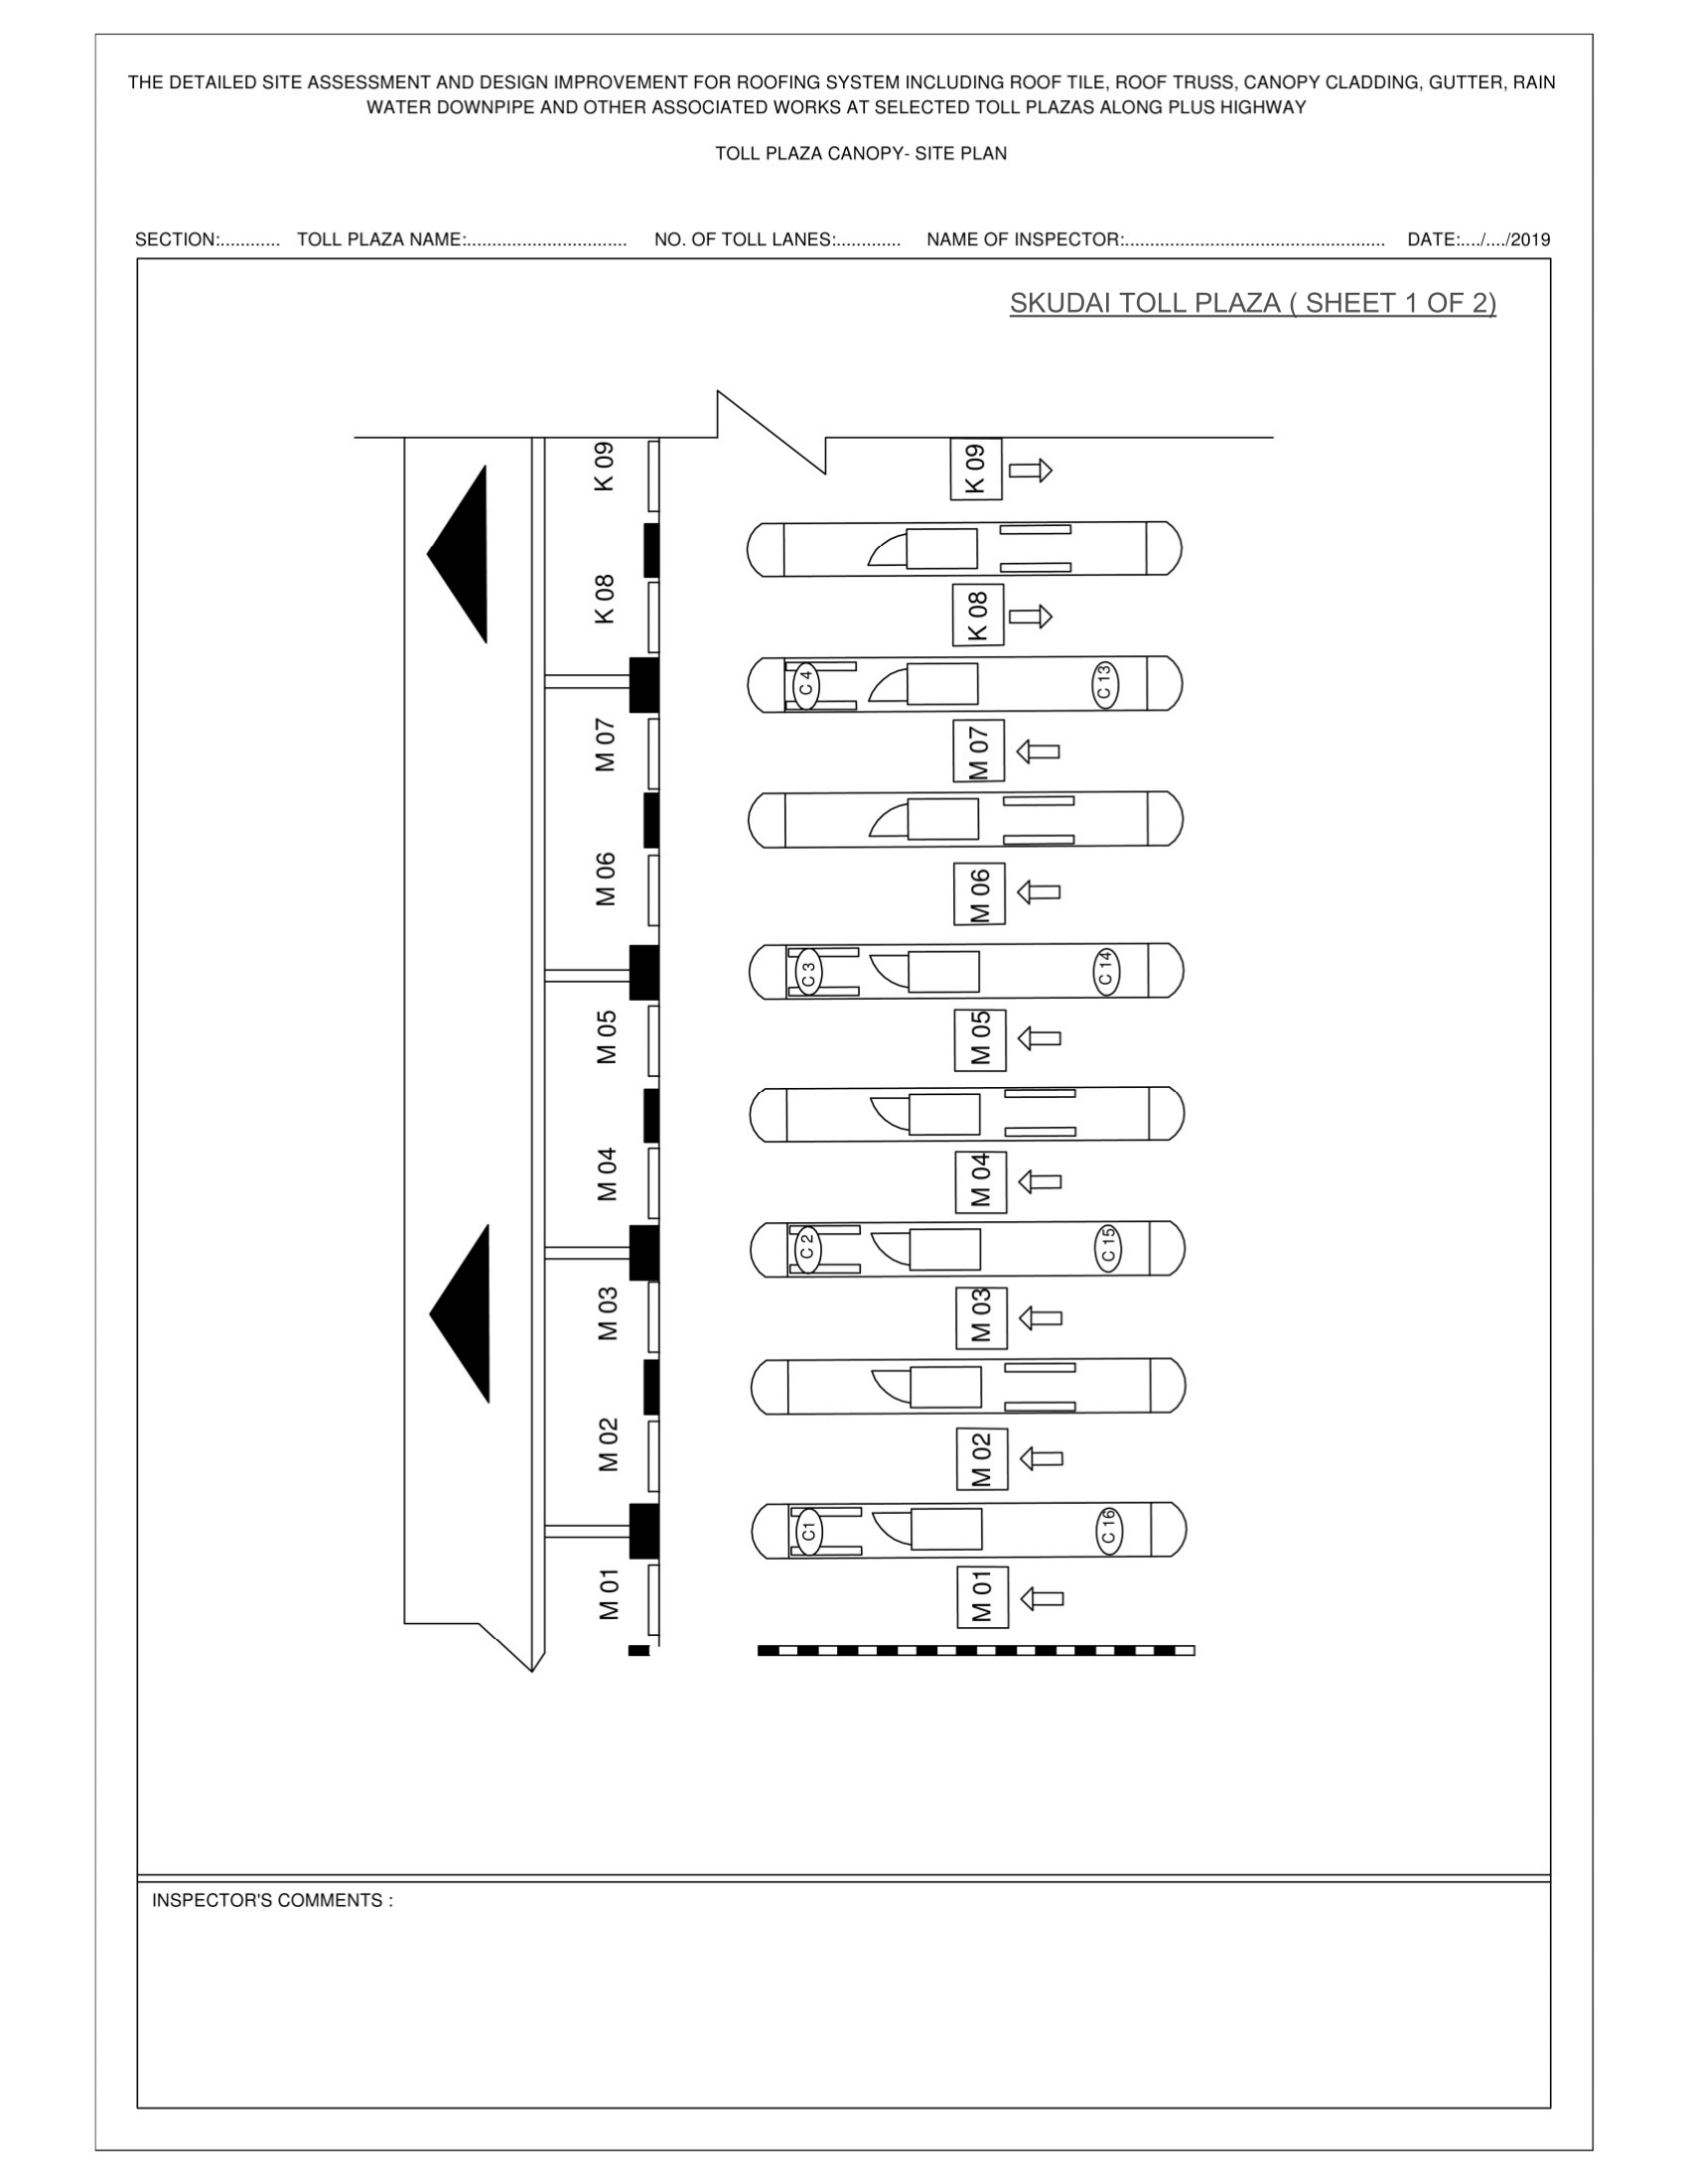 THE DETAILED SITE ASSESSMENT AND DESIGN IMPROVEMENT FOR ROOFING SYSTEM INCLUDING ROOF TILE, ROOF TRUSS, CANOPY CLADDING, GUTTER, RAIN
WATER DOWNPIPE AND OTHER ASSOCIATED WORKS AT SELECTED TOLL PLAZAS ALONG PLUS HIGHWAY
TOLL PLAZA CANOPY- SITE PLAN
SECTION:............ TOLL PLAZA NAME:................................ NO. OF TOLL LANES:............. NAME OF INSPECTOR:.................................................... DATE:..../..../2019
SKUDAI TOLL PLAZA ( SHEET 1 OF 2)
K 09
K 09
K 08
K 08
C 4
C 13
M 07
M 07
M 06
M 06
C 3
C 14
M 05
M 05
M 04
M 04
C 2
C 15
M 03
M 03
M 02
M 02
C1
C 16
M 01
M 01
INSPECTOR'S COMMENTS :